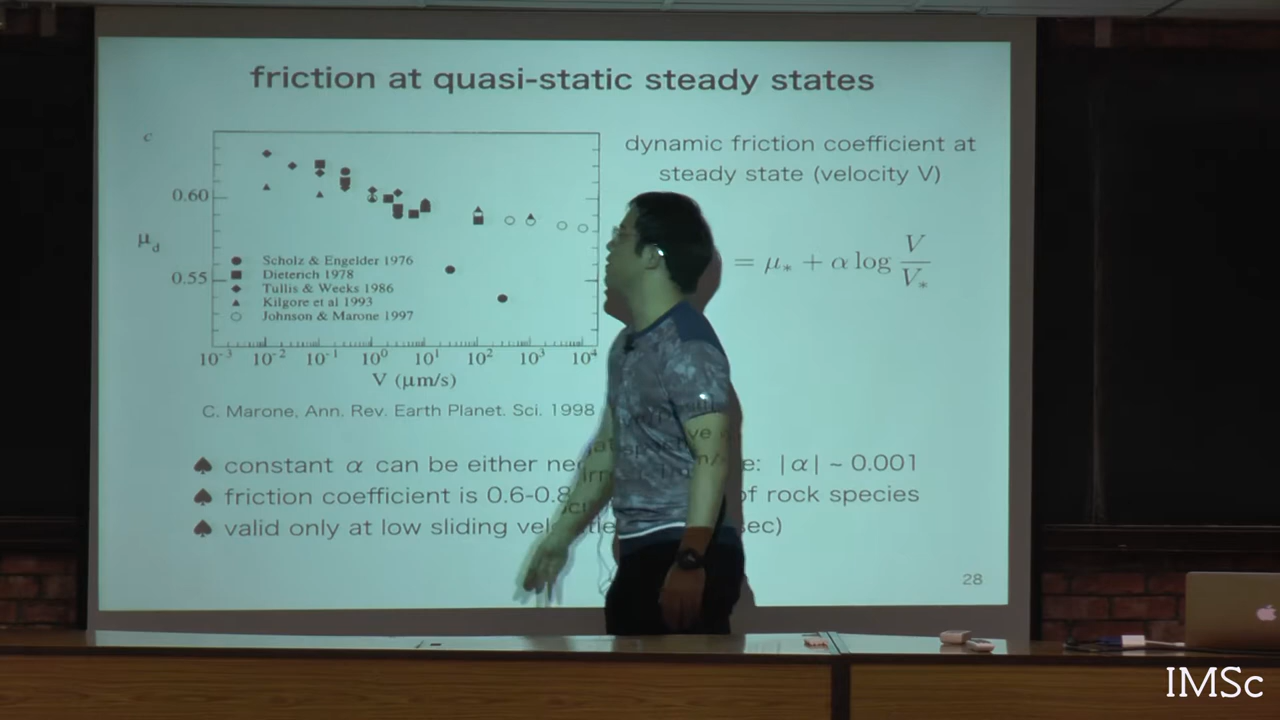 friction at quasi-static steady states
c
0.60
μd
0.55
Scholz & Engelder 1976
Dieterich 1978
Tullis & Weeks 1986
Kilgore et al 1993
Johnson & Marone 1997
10⁻³ 10⁻² 10⁻¹ 10⁰ 10¹ 10² 10³ 10⁴
V (μm/s)
C. Marone, Ann. Rev. Earth Planet. Sci. 1998
dynamic friction coefficient at
steady state (velocity V)
= μ* + α log V/V*
♠ constant α can be either |α| ~ 0.001
♠ friction coefficient is 0.6-0.8 of rock species
♠ valid only at low sliding sec)
28
IMSc